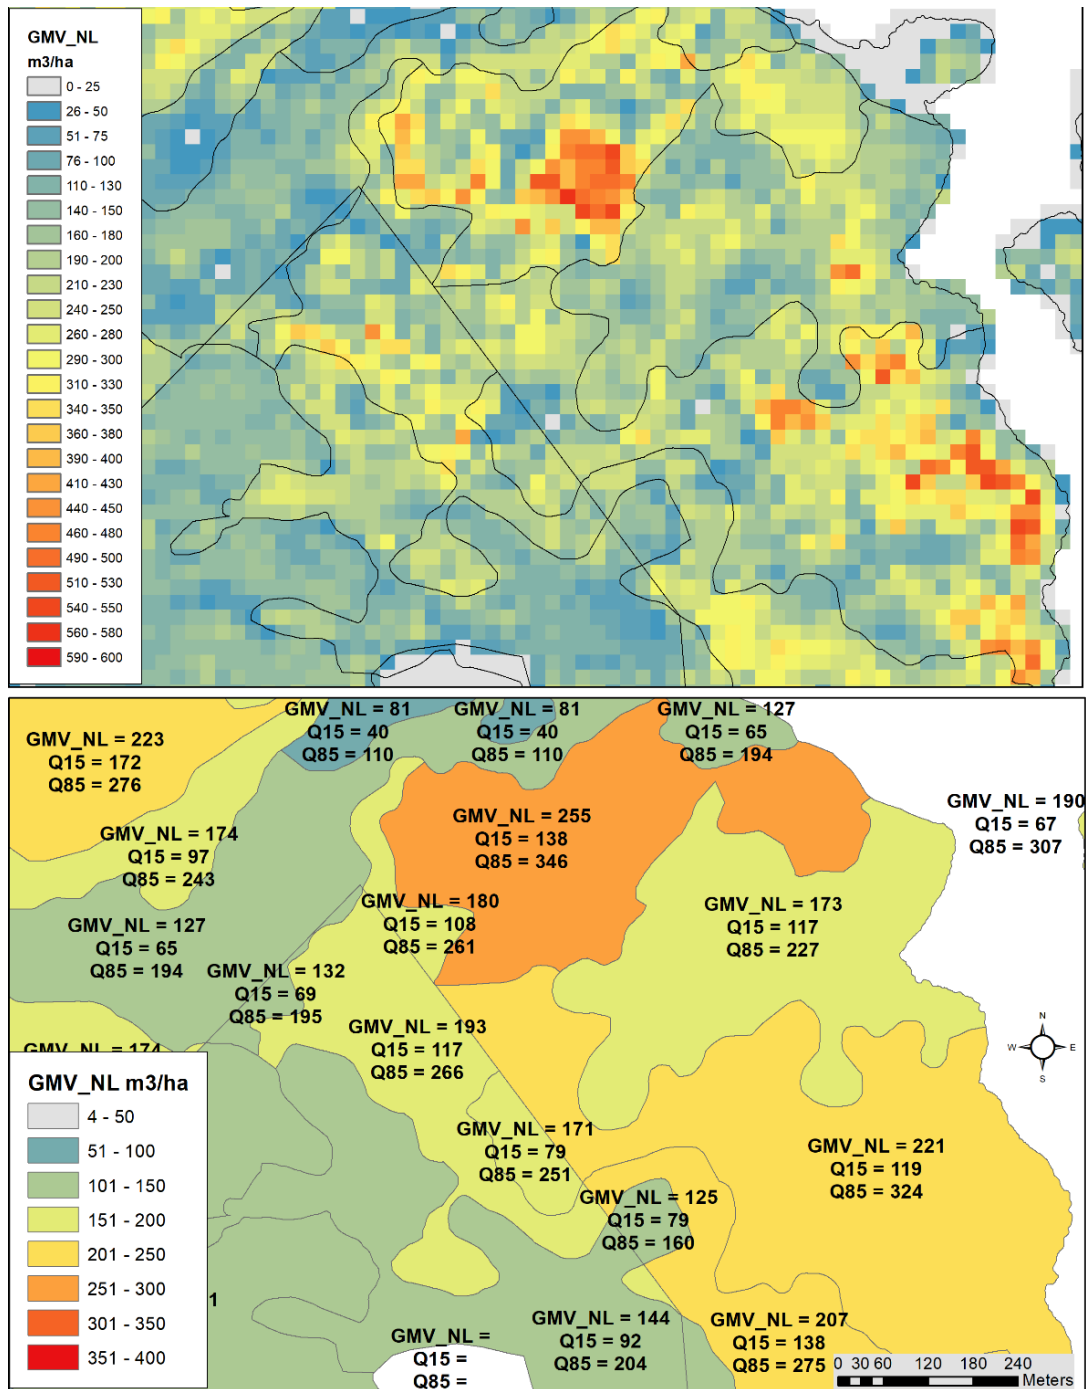 GMV_NL
m3/ha
0 - 25
26 - 50
51 - 75
76 - 100
110 - 130
140 - 150
160 - 180
190 - 200
210 - 230
240 - 250
260 - 280
290 - 300
310 - 330
340 - 350
360 - 380
390 - 400
410 - 430
440 - 450
460 - 480
490 - 500
510 - 530
540 - 550
560 - 580
590 - 600
GMV_NL = 81
Q15 = 40
Q85 = 110
GMV_NL = 81
Q15 = 40
Q85 = 110
GMV_NL = 127
Q15 = 65
Q85 = 194
GMV_NL = 223
Q15 = 172
Q85 = 276
GMV_NL = 190
Q15 = 67
Q85 = 307
GMV_NL = 174
Q15 = 97
Q85 = 243
GMV_NL = 255
Q15 = 138
Q85 = 346
GMV_NL = 180
Q15 = 108
Q85 = 261
GMV_NL = 173
Q15 = 117
Q85 = 227
GMV_NL = 127
Q15 = 65
Q85 = 194
GMV_NL = 132
Q15 = 69
Q85 = 195
GMV_NL = 193
Q15 = 117
Q85 = 266
N
W E
S
GMV_NL = 174
GMV_NL m3/ha
4 - 50
51 - 100
101 - 150
151 - 200
201 - 250
251 - 300
301 - 350
351 - 400
GMV_NL = 171
Q15 = 79
Q85 = 251
GMV_NL = 221
Q15 = 119
Q85 = 324
GMV_NL = 125
Q15 = 79
Q85 = 160
1
GMV_NL =
Q15 =
Q85 =
GMV_NL = 144
Q15 = 92
Q85 = 204
GMV_NL = 207
Q15 = 138
Q85 = 275
0 30 60 120 180 240
Meters